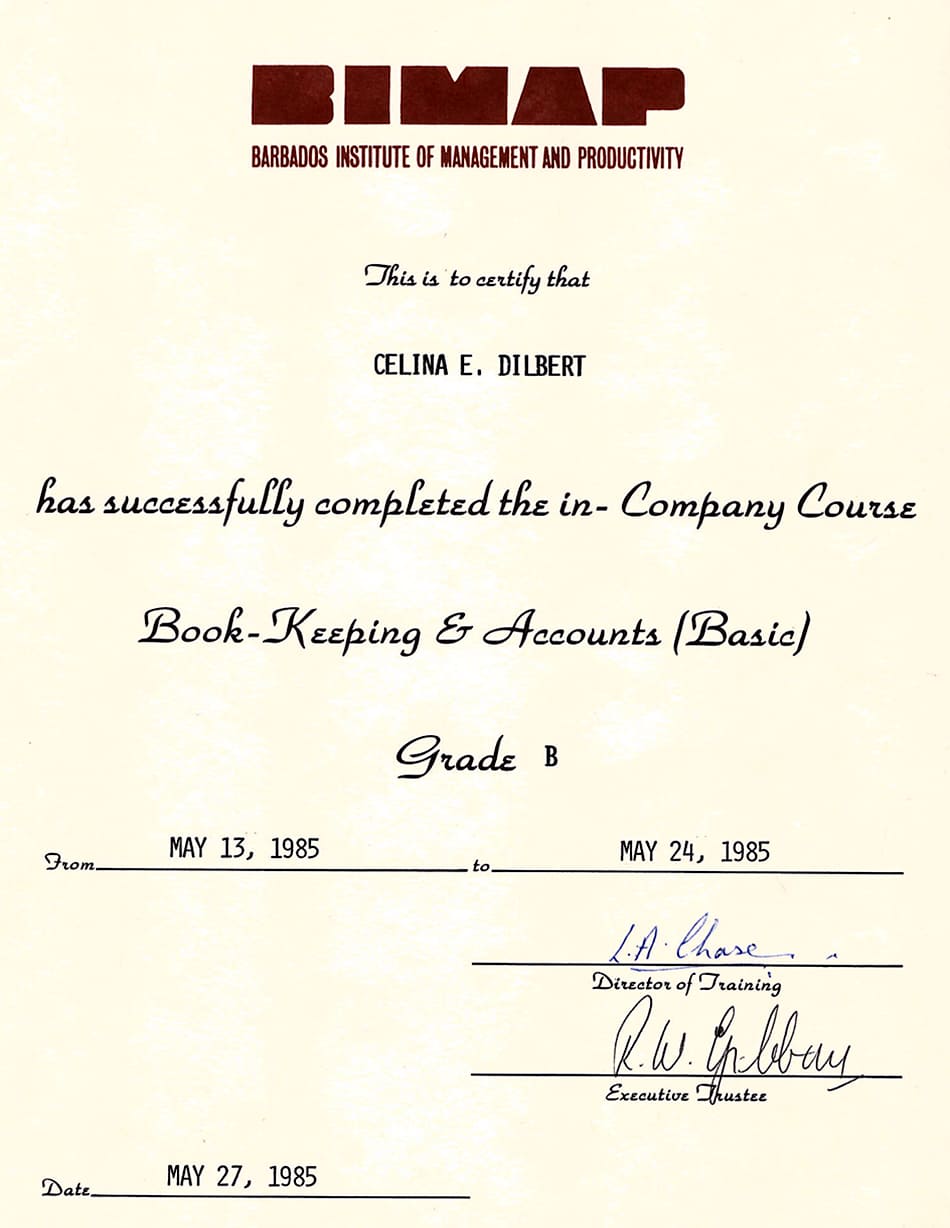 BIMAP
BARBADOS INSTITUTE OF MANAGEMENT AND PRODUCTIVITY
This is to certify that
CELINA E. DILBERT
has successfully completed the in- Company Course
Book-Keeping & Accounts (Basic)
Grade B
From MAY 13, 1985 to MAY 24, 1985
L.A. Chase
Director of Training
R. W.
Executive Trustee
Date MAY 27, 1985